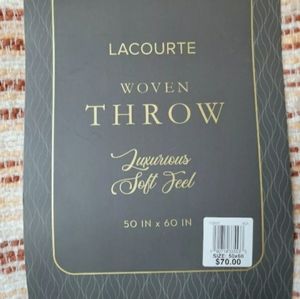 LACOURTE
WOVEN
THROW
Luxurious
Soft Feel
50 IN x 60 IN
SIZE: 50x60
$70.00